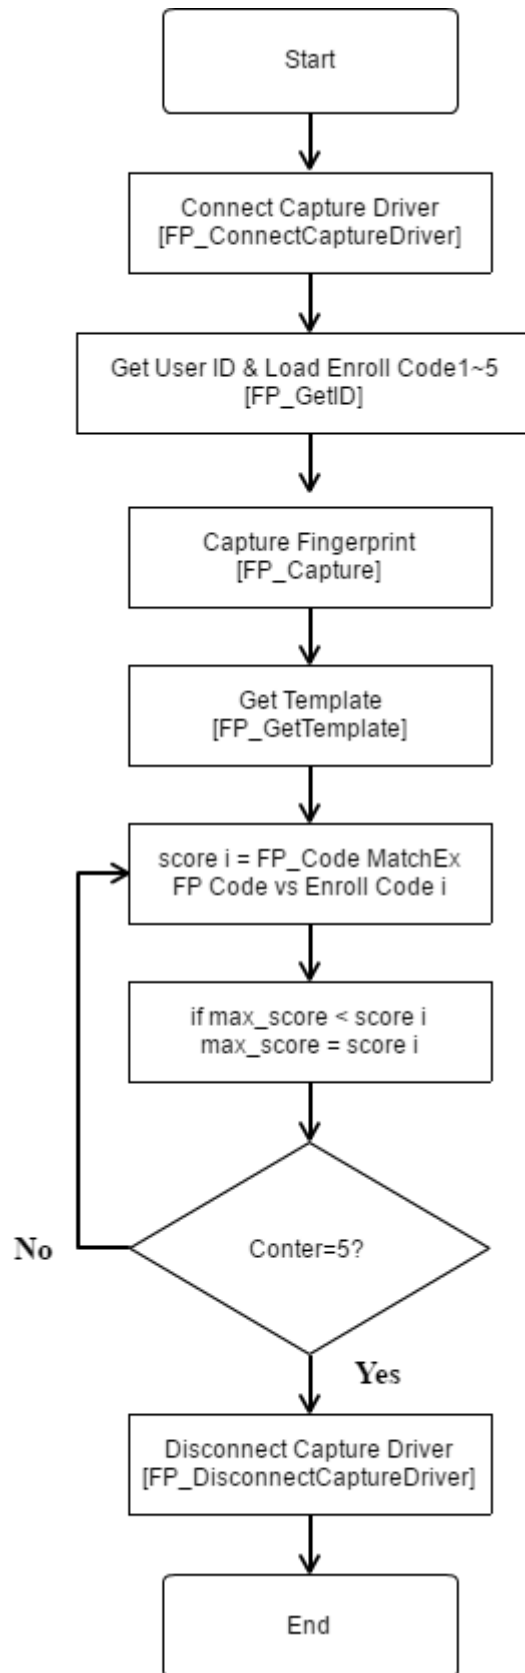 Start
Connect Capture Driver
[FP_ConnectCaptureDriver]
Get User ID & Load Enroll Code1~5
[FP_GetID]
Capture Fingerprint
[FP_Capture]
Get Template
[FP_GetTemplate]
score i = FP_Code MatchEx
FP Code vs Enroll Code i
if max_score < score i
max_score = score i
Conter=5?
No
Yes
Disconnect Capture Driver
[FP_DisconnectCaptureDriver]
End